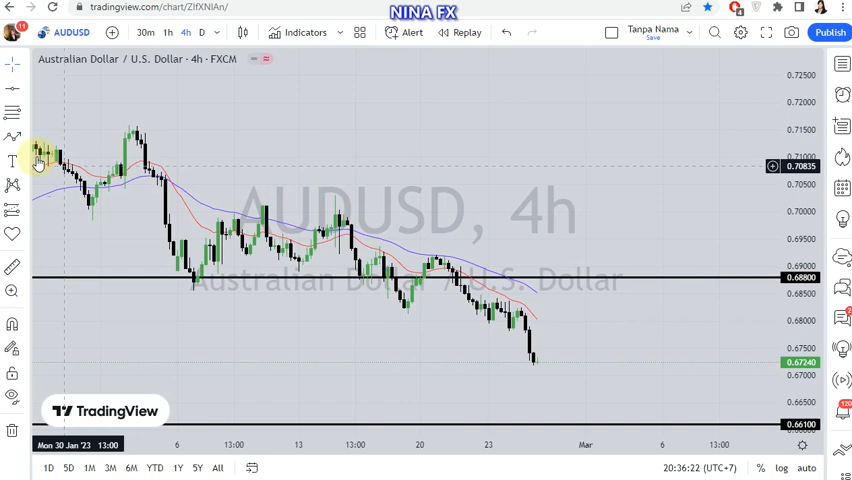 NINA FX
tradingview.com/chart/ZIfXNIAn/
4
11
AUDUSD
30m 1h 4h D
Indicators
Alert
Replay
Tanpa Nama
Save
Publish
Australian Dollar / U.S. Dollar · 4h · FXCM
0.72500
0.72000
0.71500
0.71000
0.70835
0.70500
0.70000
0.69500
0.69000
0.68800
0.68500
0.68000
0.67500
0.67240
0.67000
0.66500
0.66100
AUDUSD, 4h
Australian Dollar / U.S. Dollar
TradingView
Mon 30 Jan '23 13:00
6 13:00 13 13:00 20 23 Mar 6 13:00
1D 5D 1M 3M 6M YTD 1Y 5Y All
20:36:22 (UTC+7)
% log auto
2
120